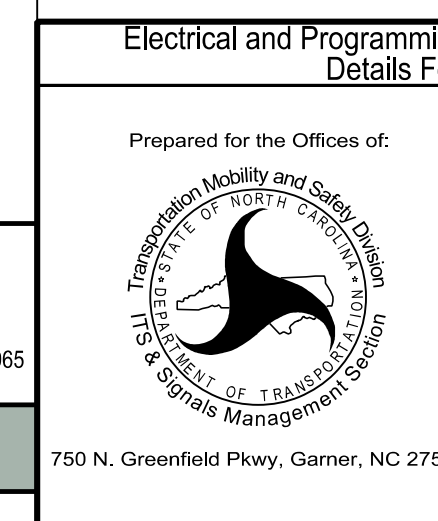 Electrical and Programmi
Details F
Prepared for the Offices of:
Transportation Mobility and Safety Division
STATE OF NORTH CAROLINA
DEPARTMENT OF TRANSPORTATION
ITS & Signals Management Section
065
750 N. Greenfield Pkwy, Garner, NC 275